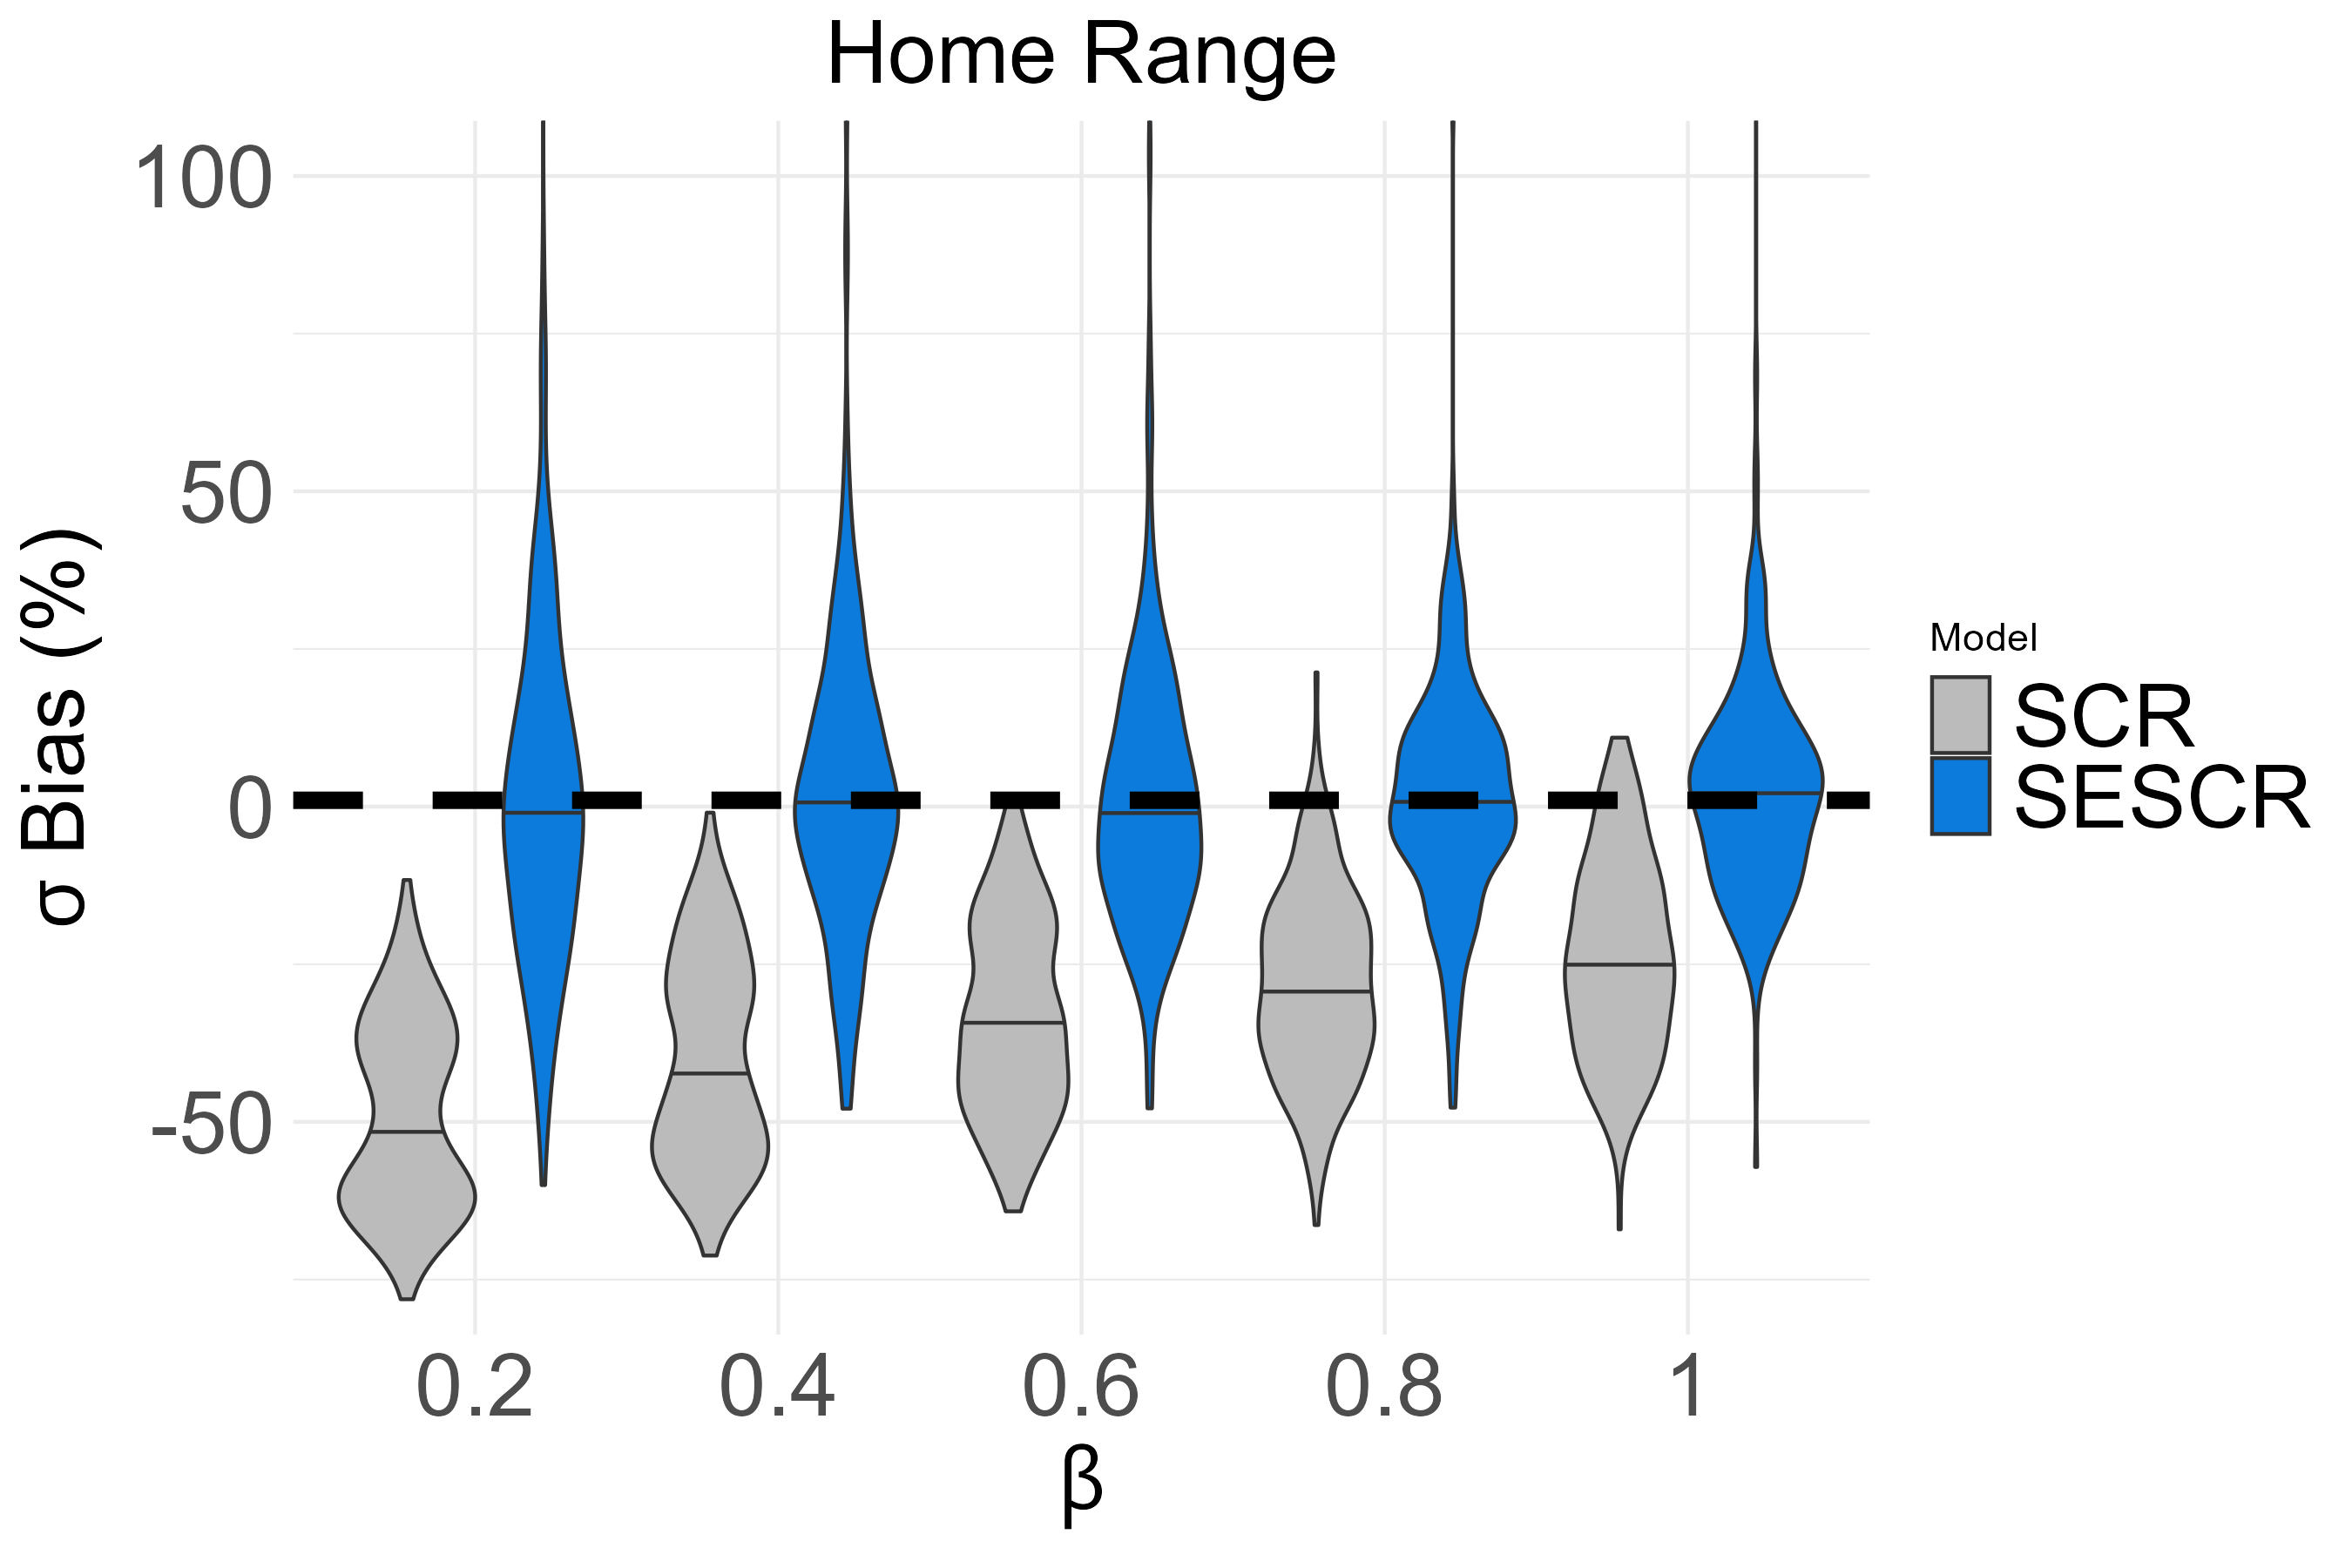 Home Range
σ Bias (%)
100
50
0
-50
0.2 0.4 0.6 0.8 1
β
Model
SCR
SESCR